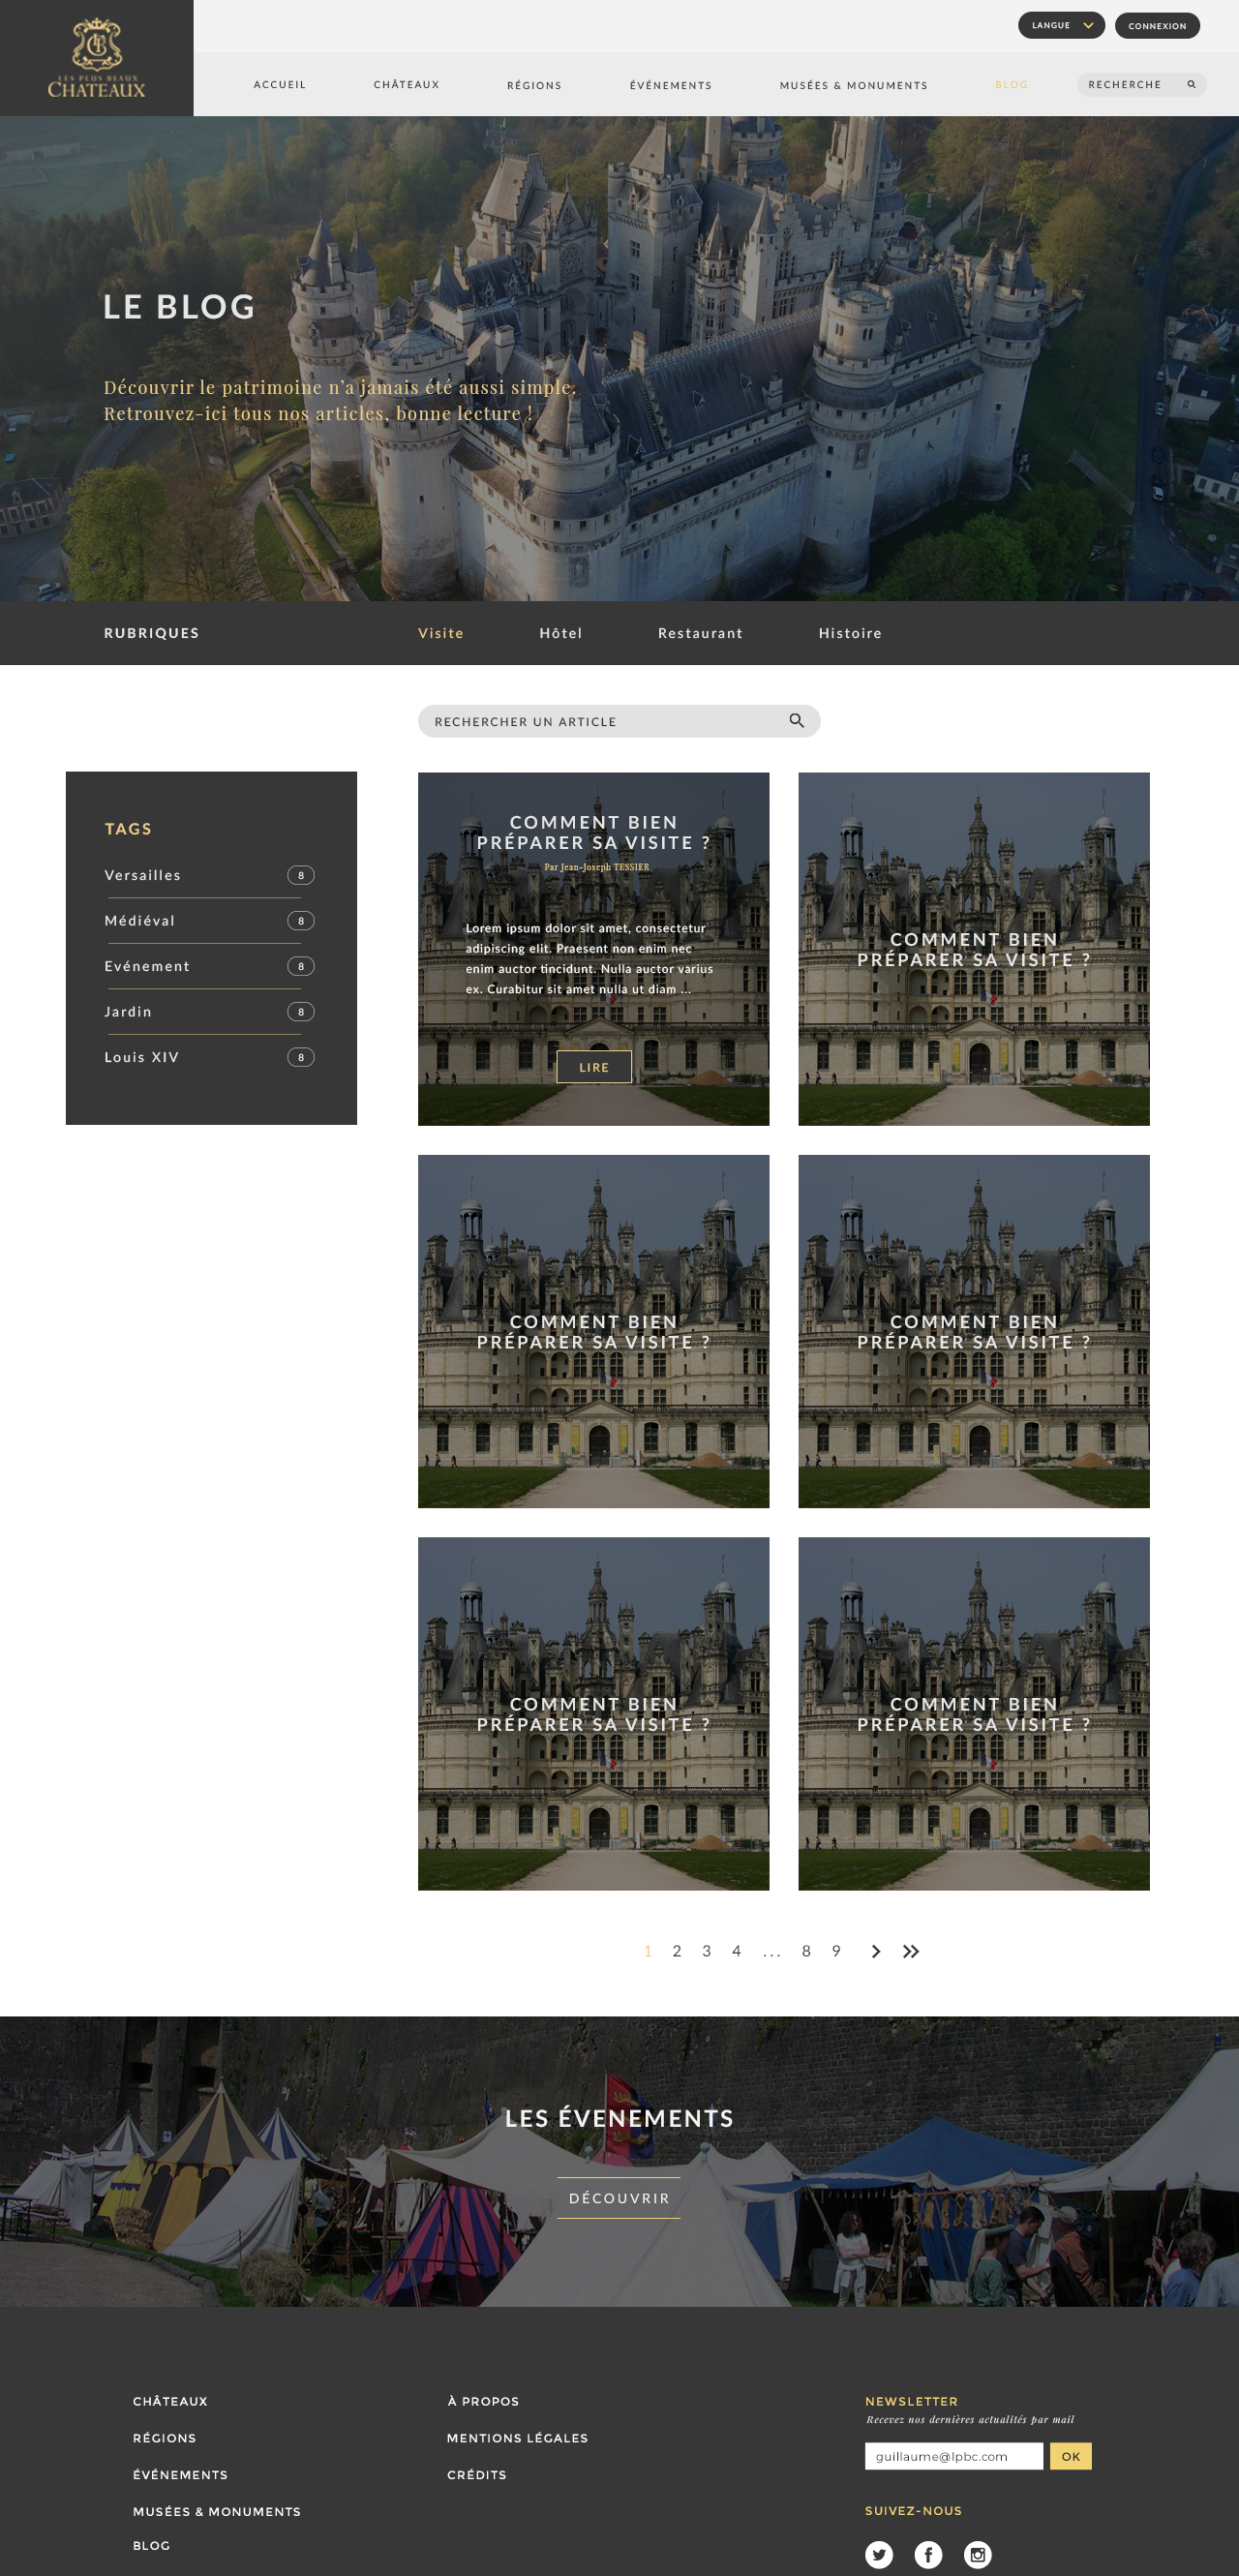 LES PLUS BEAUX
CHATEAUX
LANGUE
CONNEXION
ACCUEIL
CHÂTEAUX
RÉGIONS
ÉVÉNEMENTS
MUSÉES & MONUMENTS
BLOG
RECHERCHE
LE BLOG
Découvrir le patrimoine n'a jamais été aussi simple.
Retrouvez-ici tous nos articles, bonne lecture !
RUBRIQUES
Visite
Hôtel
Restaurant
Histoire
RECHERCHER UN ARTICLE
TAGS
Versailles 8
Médiéval 8
Evénement 8
Jardin 8
Louis XIV 8
COMMENT BIEN
PRÉPARER SA VISITE ?
Par Jean-Joseph TESSIER
Lorem ipsum dolor sit amet, consectetur
adipiscing elit. Praesent non enim nec
enim auctor tincidunt. Nulla auctor varius
ex. Curabitur sit amet nulla ut diam ...
LIRE
COMMENT BIEN
PRÉPARER SA VISITE ?
COMMENT BIEN
PRÉPARER SA VISITE ?
COMMENT BIEN
PRÉPARER SA VISITE ?
COMMENT BIEN
PRÉPARER SA VISITE ?
COMMENT BIEN
PRÉPARER SA VISITE ?
1 2 3 4 ... 8 9
LES ÉVENEMENTS
DÉCOUVRIR
CHÂTEAUX
RÉGIONS
ÉVÉNEMENTS
MUSÉES & MONUMENTS
BLOG
À PROPOS
MENTIONS LÉGALES
CRÉDITS
NEWSLETTER
Recevez nos dernières actualités par mail
guillaume@lpbc.com
OK
SUIVEZ-NOUS